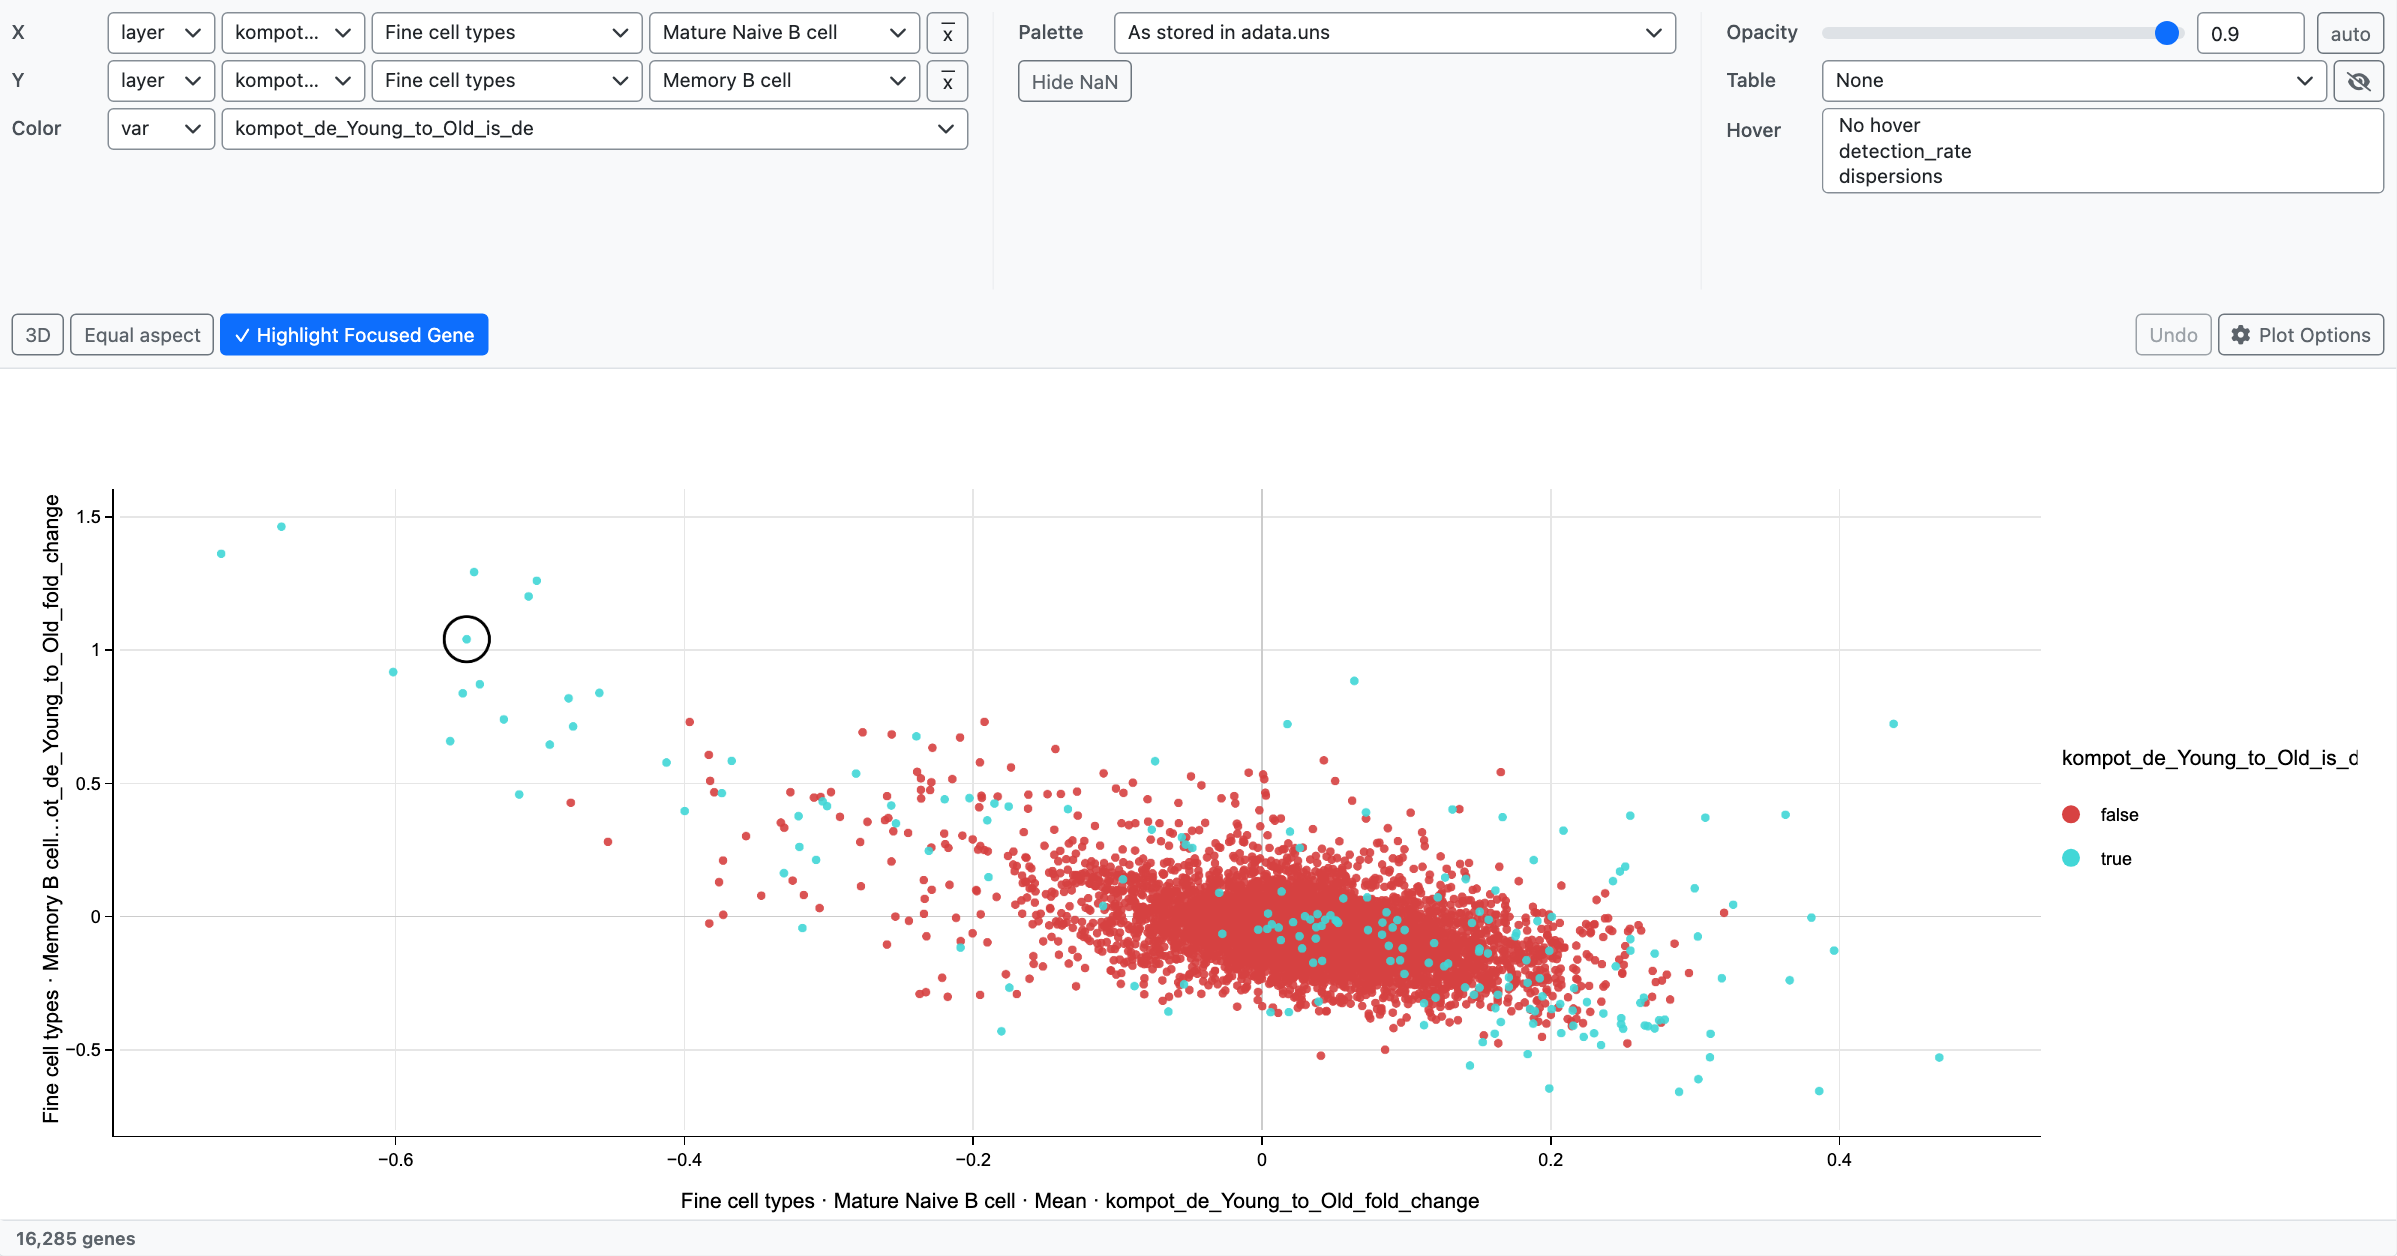 X layer kompot... Fine cell types Mature Naive B cell x
Y layer kompot... Fine cell types Memory B cell x
Color var kompot_de_Young_to_Old_is_de
Palette As stored in adata.uns
Hide NaN
Opacity 0.9 auto
Table None
Hover No hover
detection_rate
dispersions
3D Equal aspect ✓ Highlight Focused Gene Undo Plot Options
Fine cell types · Memory B cell...ot_de_Young_to_Old_fold_change
1.5
1
0.5
0
−0.5
−0.6 −0.4 −0.2 0 0.2 0.4
Fine cell types · Mature Naive B cell · Mean · kompot_de_Young_to_Old_fold_change
kompot_de_Young_to_Old_is_d
false
true
16,285 genes